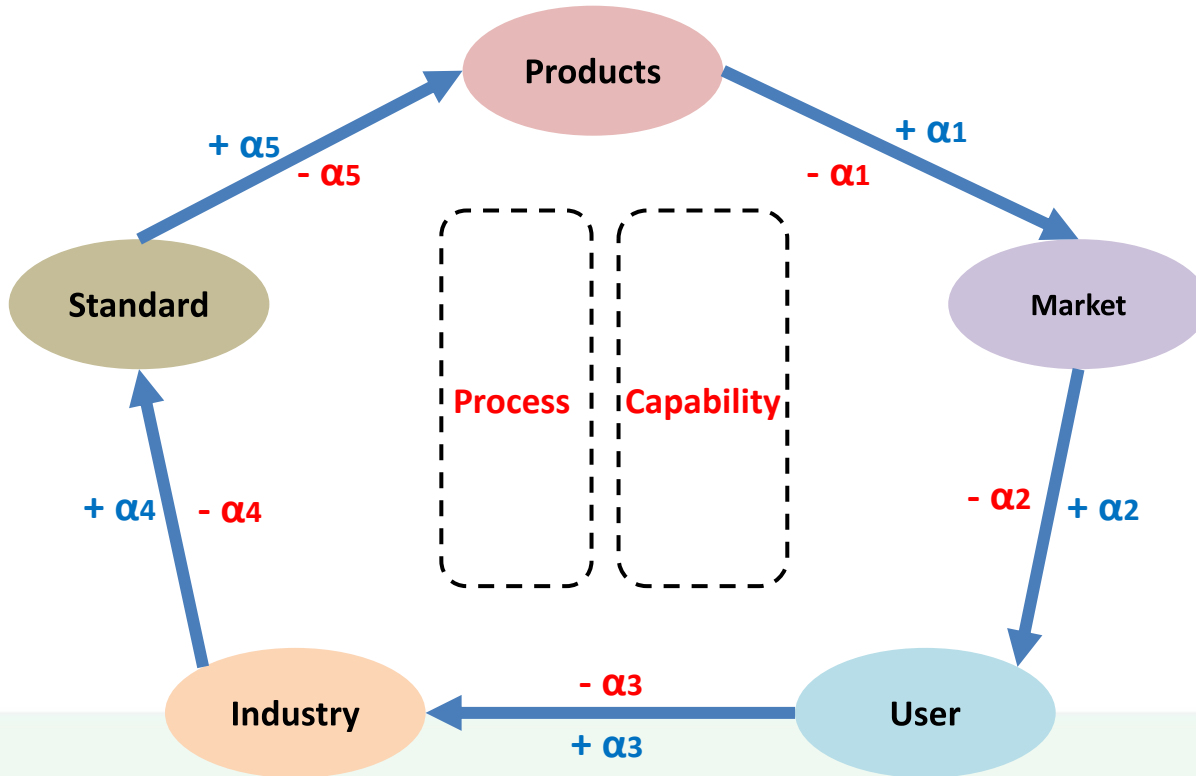 Products
+ α5
- α5
+ α1
- α1
Standard
Market
Process
Capability
+ α4
- α4
- α2
+ α2
- α3
Industry
User
+ α3